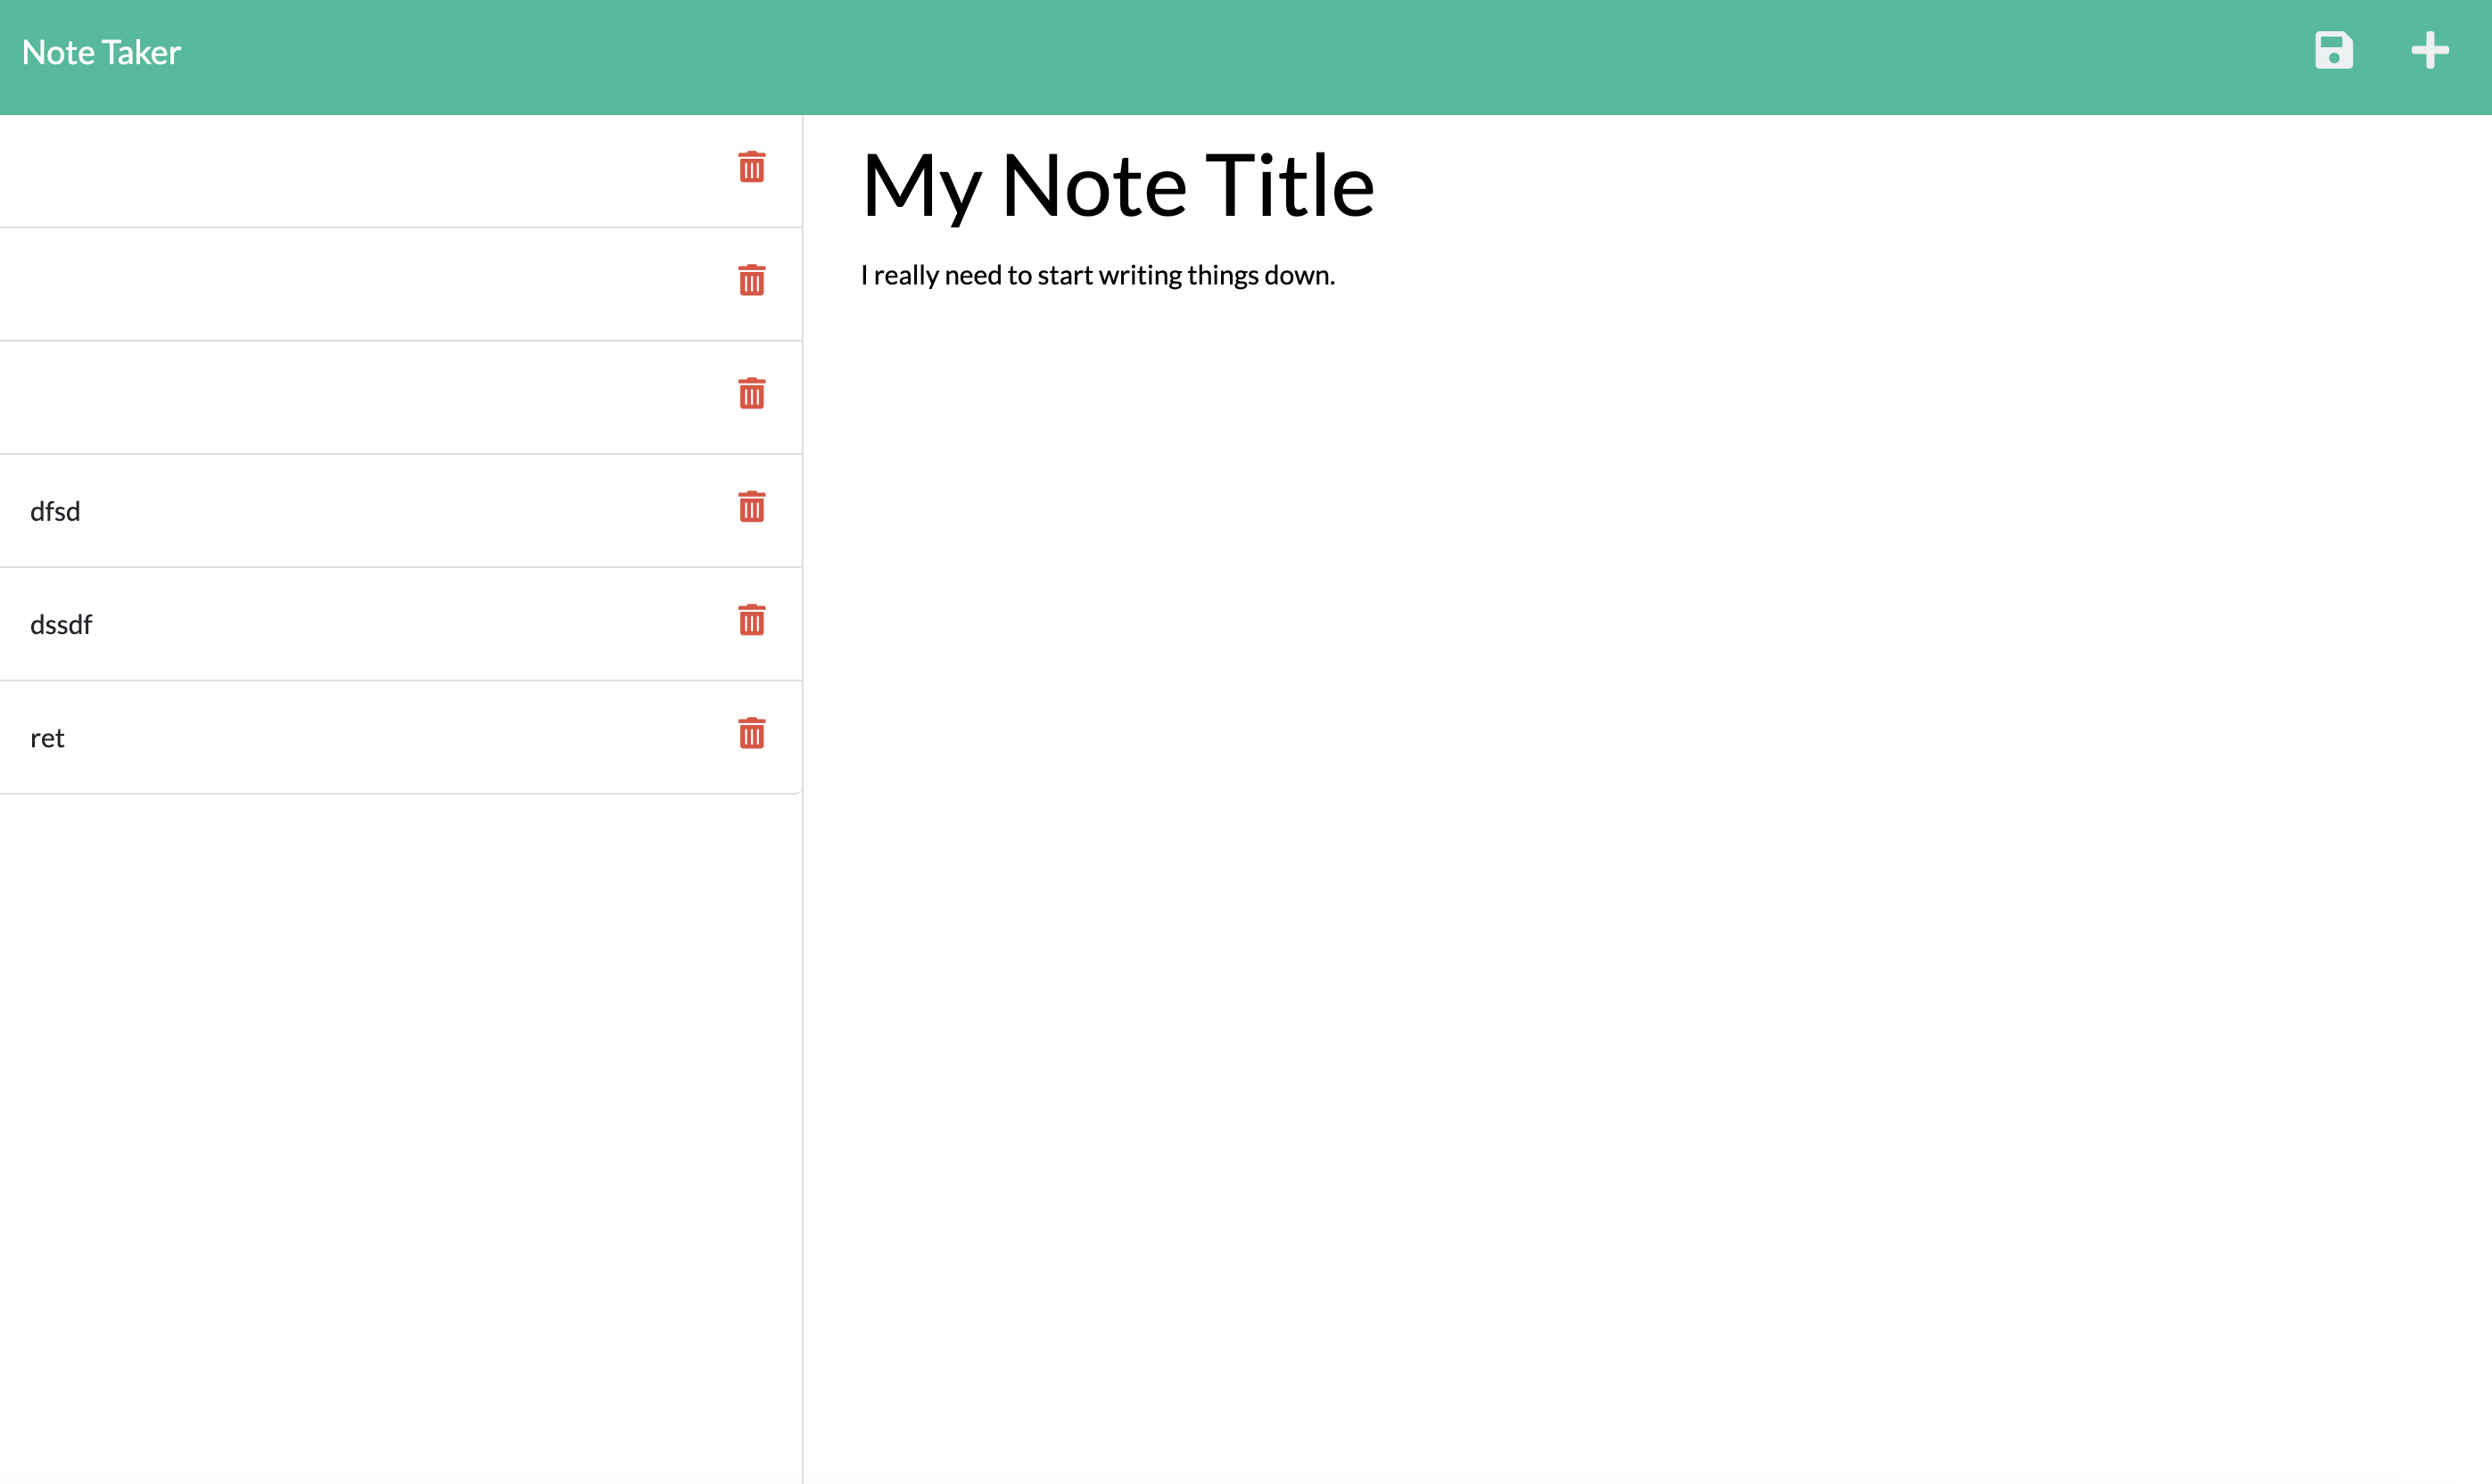 Note Taker
My Note Title
I really need to start writing things down.
dfsd
dssdf
ret